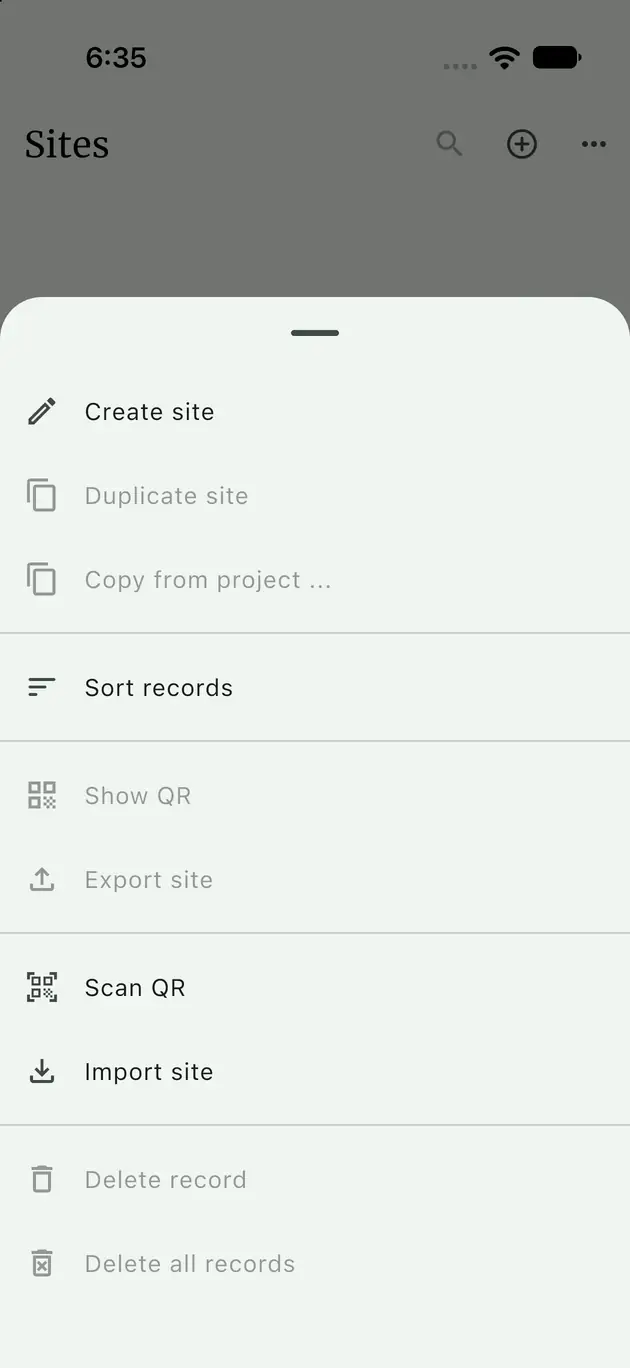 6:35
Sites
Create site
Duplicate site
Copy from project ...
Sort records
Show QR
Export site
Scan QR
Import site
Delete record
Delete all records